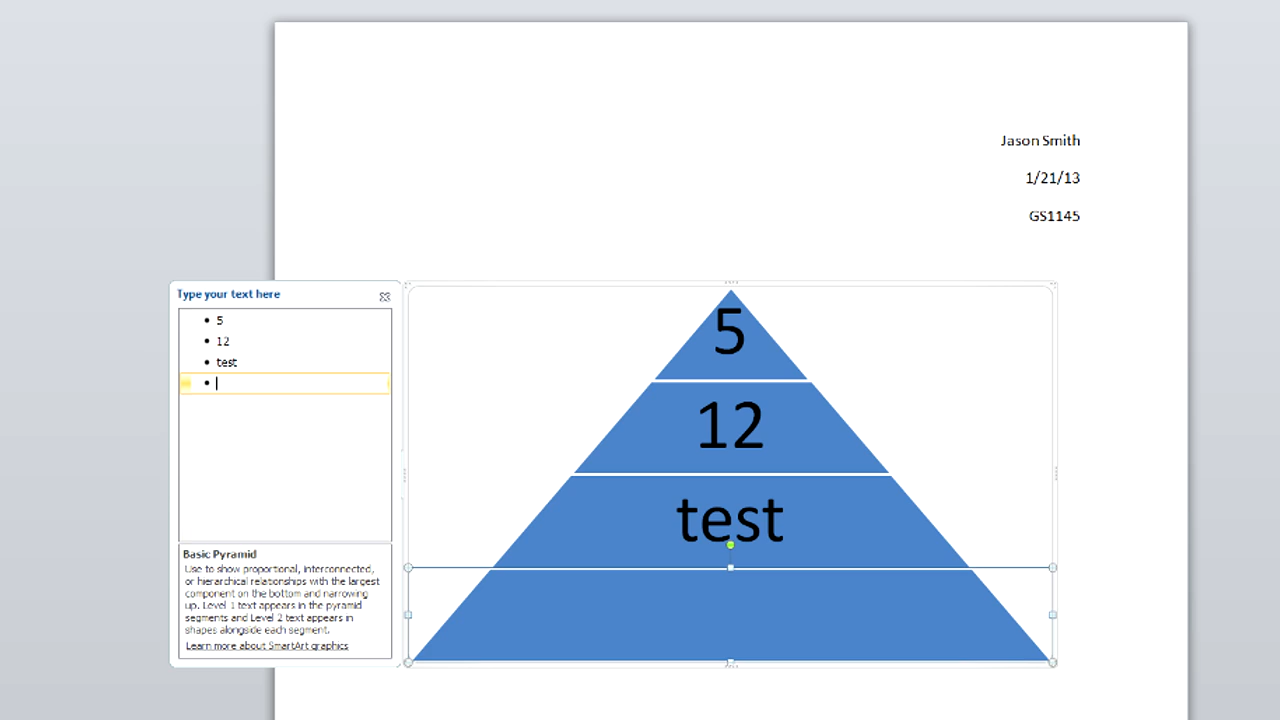 Jason Smith
1/21/13
GS1145
Type your text here
5
12
test
Basic Pyramid
Use to show proportional, interconnected,
or hierarchical relationships with the largest
component on the bottom and narrowing
up. Level 1 text appears in the pyramid
segments and Level 2 text appears in
shapes alongside each segment.
Learn more about SmartArt graphics
5
12
test